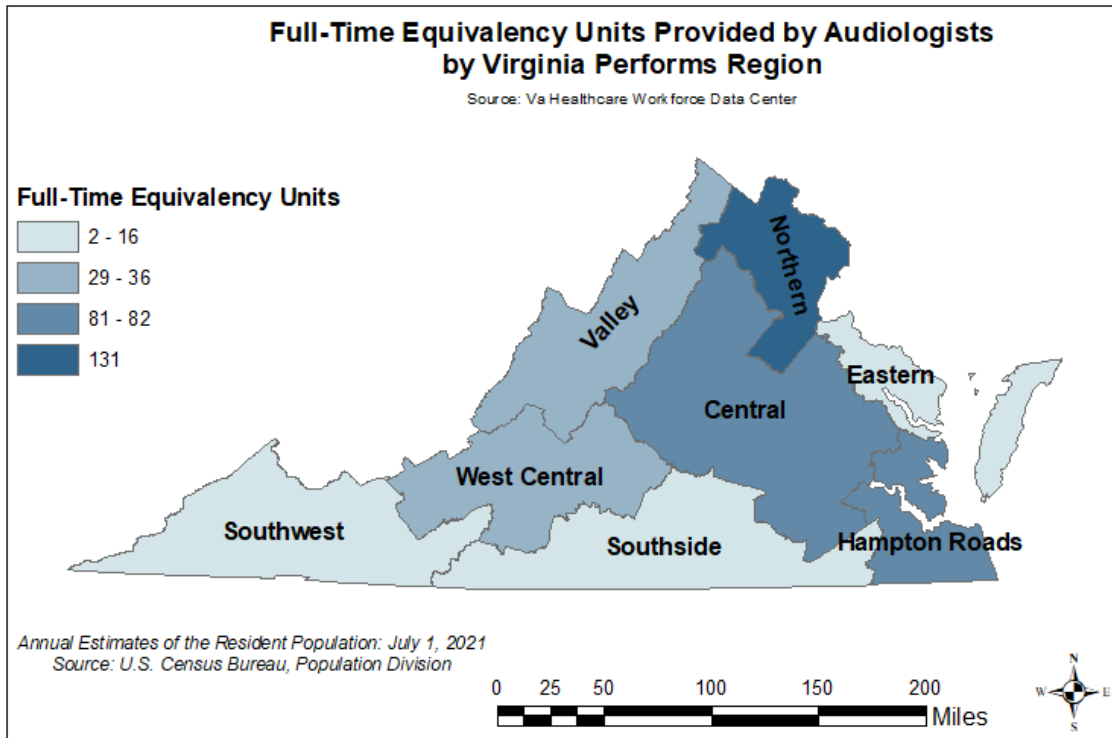 Full-Time Equivalency Units Provided by Audiologists
by Virginia Performs Region
Source: Va Healthcare Workforce Data Center
Full-Time Equivalency Units
2 - 16
29 - 36
81 - 82
131
Northern
Valley
Eastern
Central
West Central
Southwest
Southside
Hampton Roads
Annual Estimates of the Resident Population: July 1, 2021
Source: U.S. Census Bureau, Population Division
0 25 50 100 150 200
Miles
N
W E
S